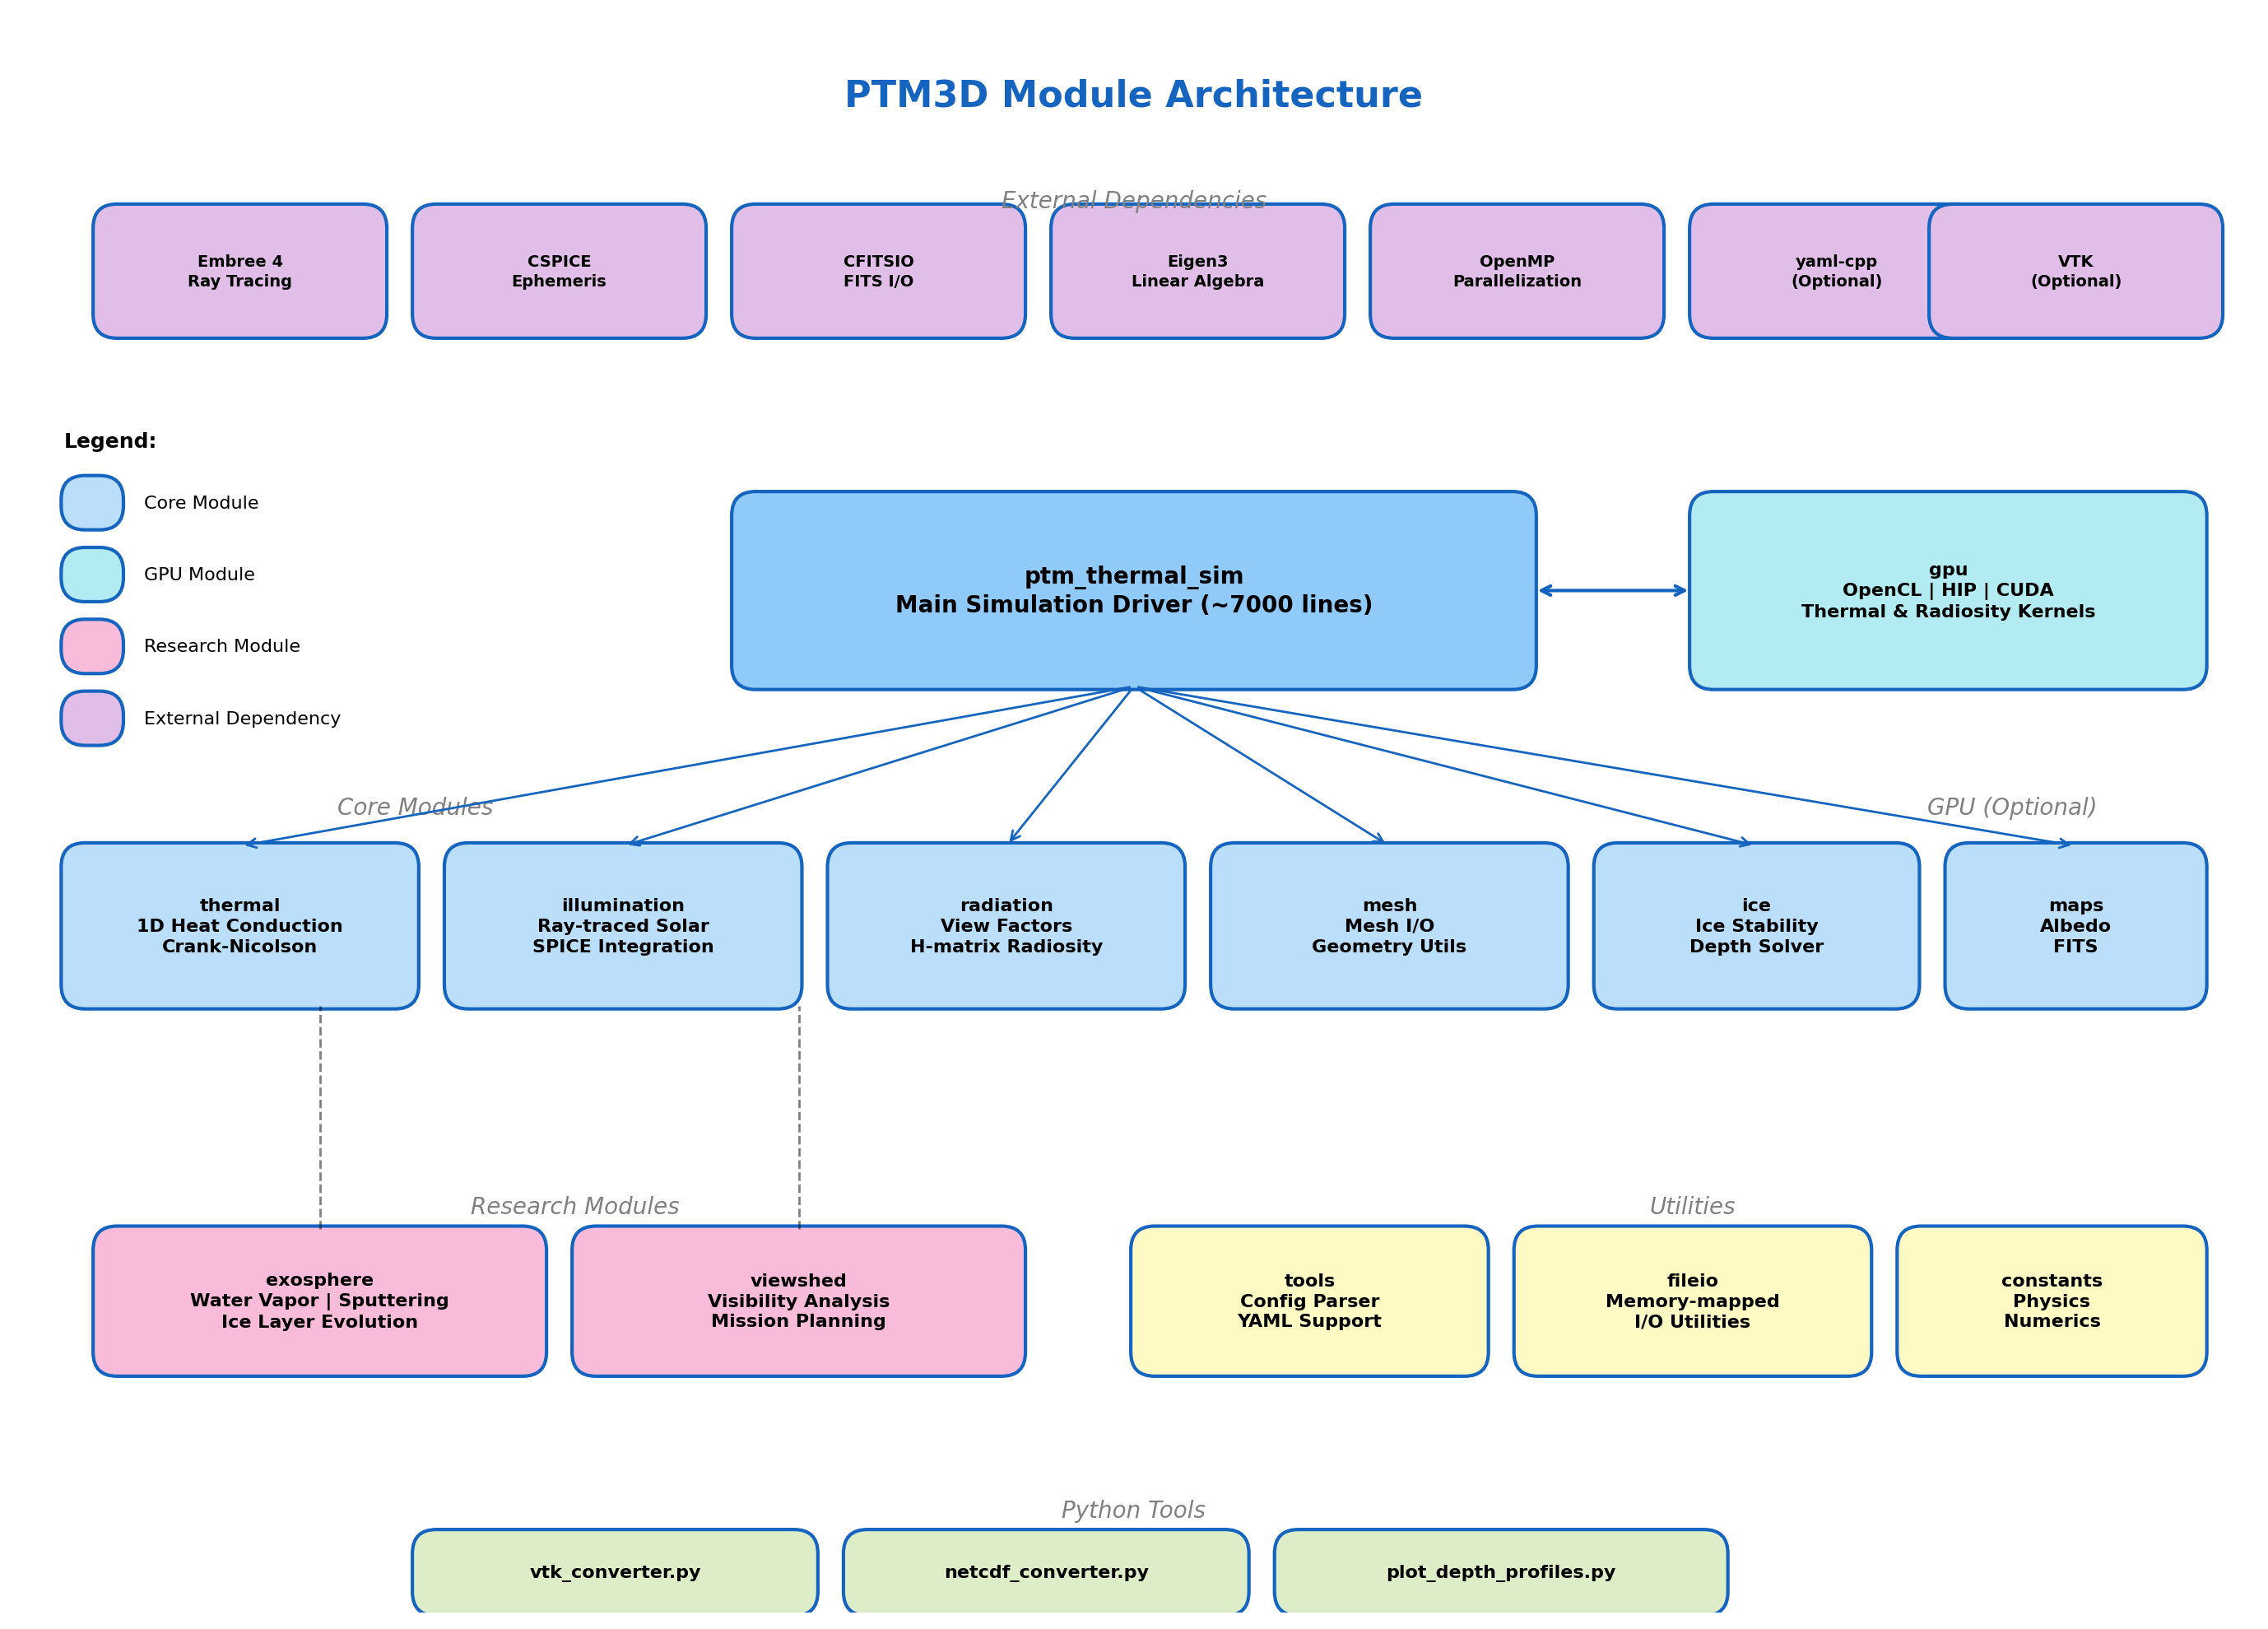 PTM3D Module Architecture
External Dependencies
Embree 4
Ray Tracing
CSPICE
Ephemeris
CFITSIO
FITS I/O
Eigen3
Linear Algebra
OpenMP
Parallelization
yaml-cpp
(Optional)
VTK
(Optional)
Legend:
Core Module
GPU Module
Research Module
External Dependency
ptm_thermal_sim
Main Simulation Driver (~7000 lines)
gpu
OpenCL | HIP | CUDA
Thermal & Radiosity Kernels
Core Modules
GPU (Optional)
thermal
1D Heat Conduction
Crank-Nicolson
illumination
Ray-traced Solar
SPICE Integration
radiation
View Factors
H-matrix Radiosity
mesh
Mesh I/O
Geometry Utils
ice
Ice Stability
Depth Solver
maps
Albedo
FITS
Research Modules
Utilities
exosphere
Water Vapor | Sputtering
Ice Layer Evolution
viewshed
Visibility Analysis
Mission Planning
tools
Config Parser
YAML Support
fileio
Memory-mapped
I/O Utilities
constants
Physics
Numerics
Python Tools
vtk_converter.py
netcdf_converter.py
plot_depth_profiles.py